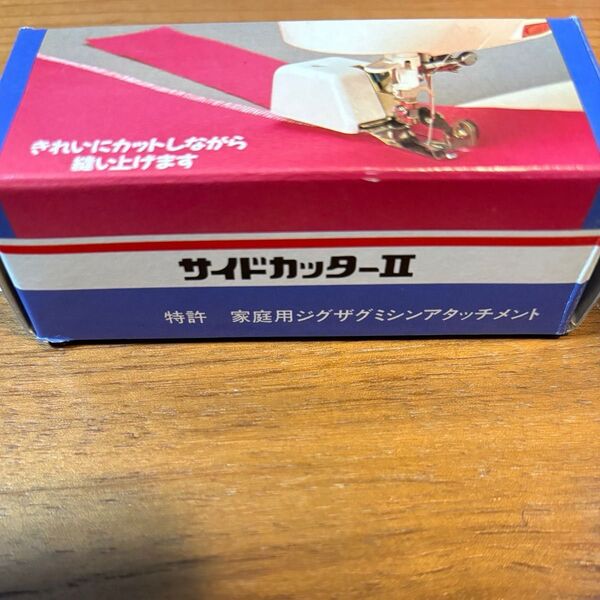 きれいにカットしながら
縫い上げます
サイドカッターII
特許 家庭用ジグザグミシンアタッチメント